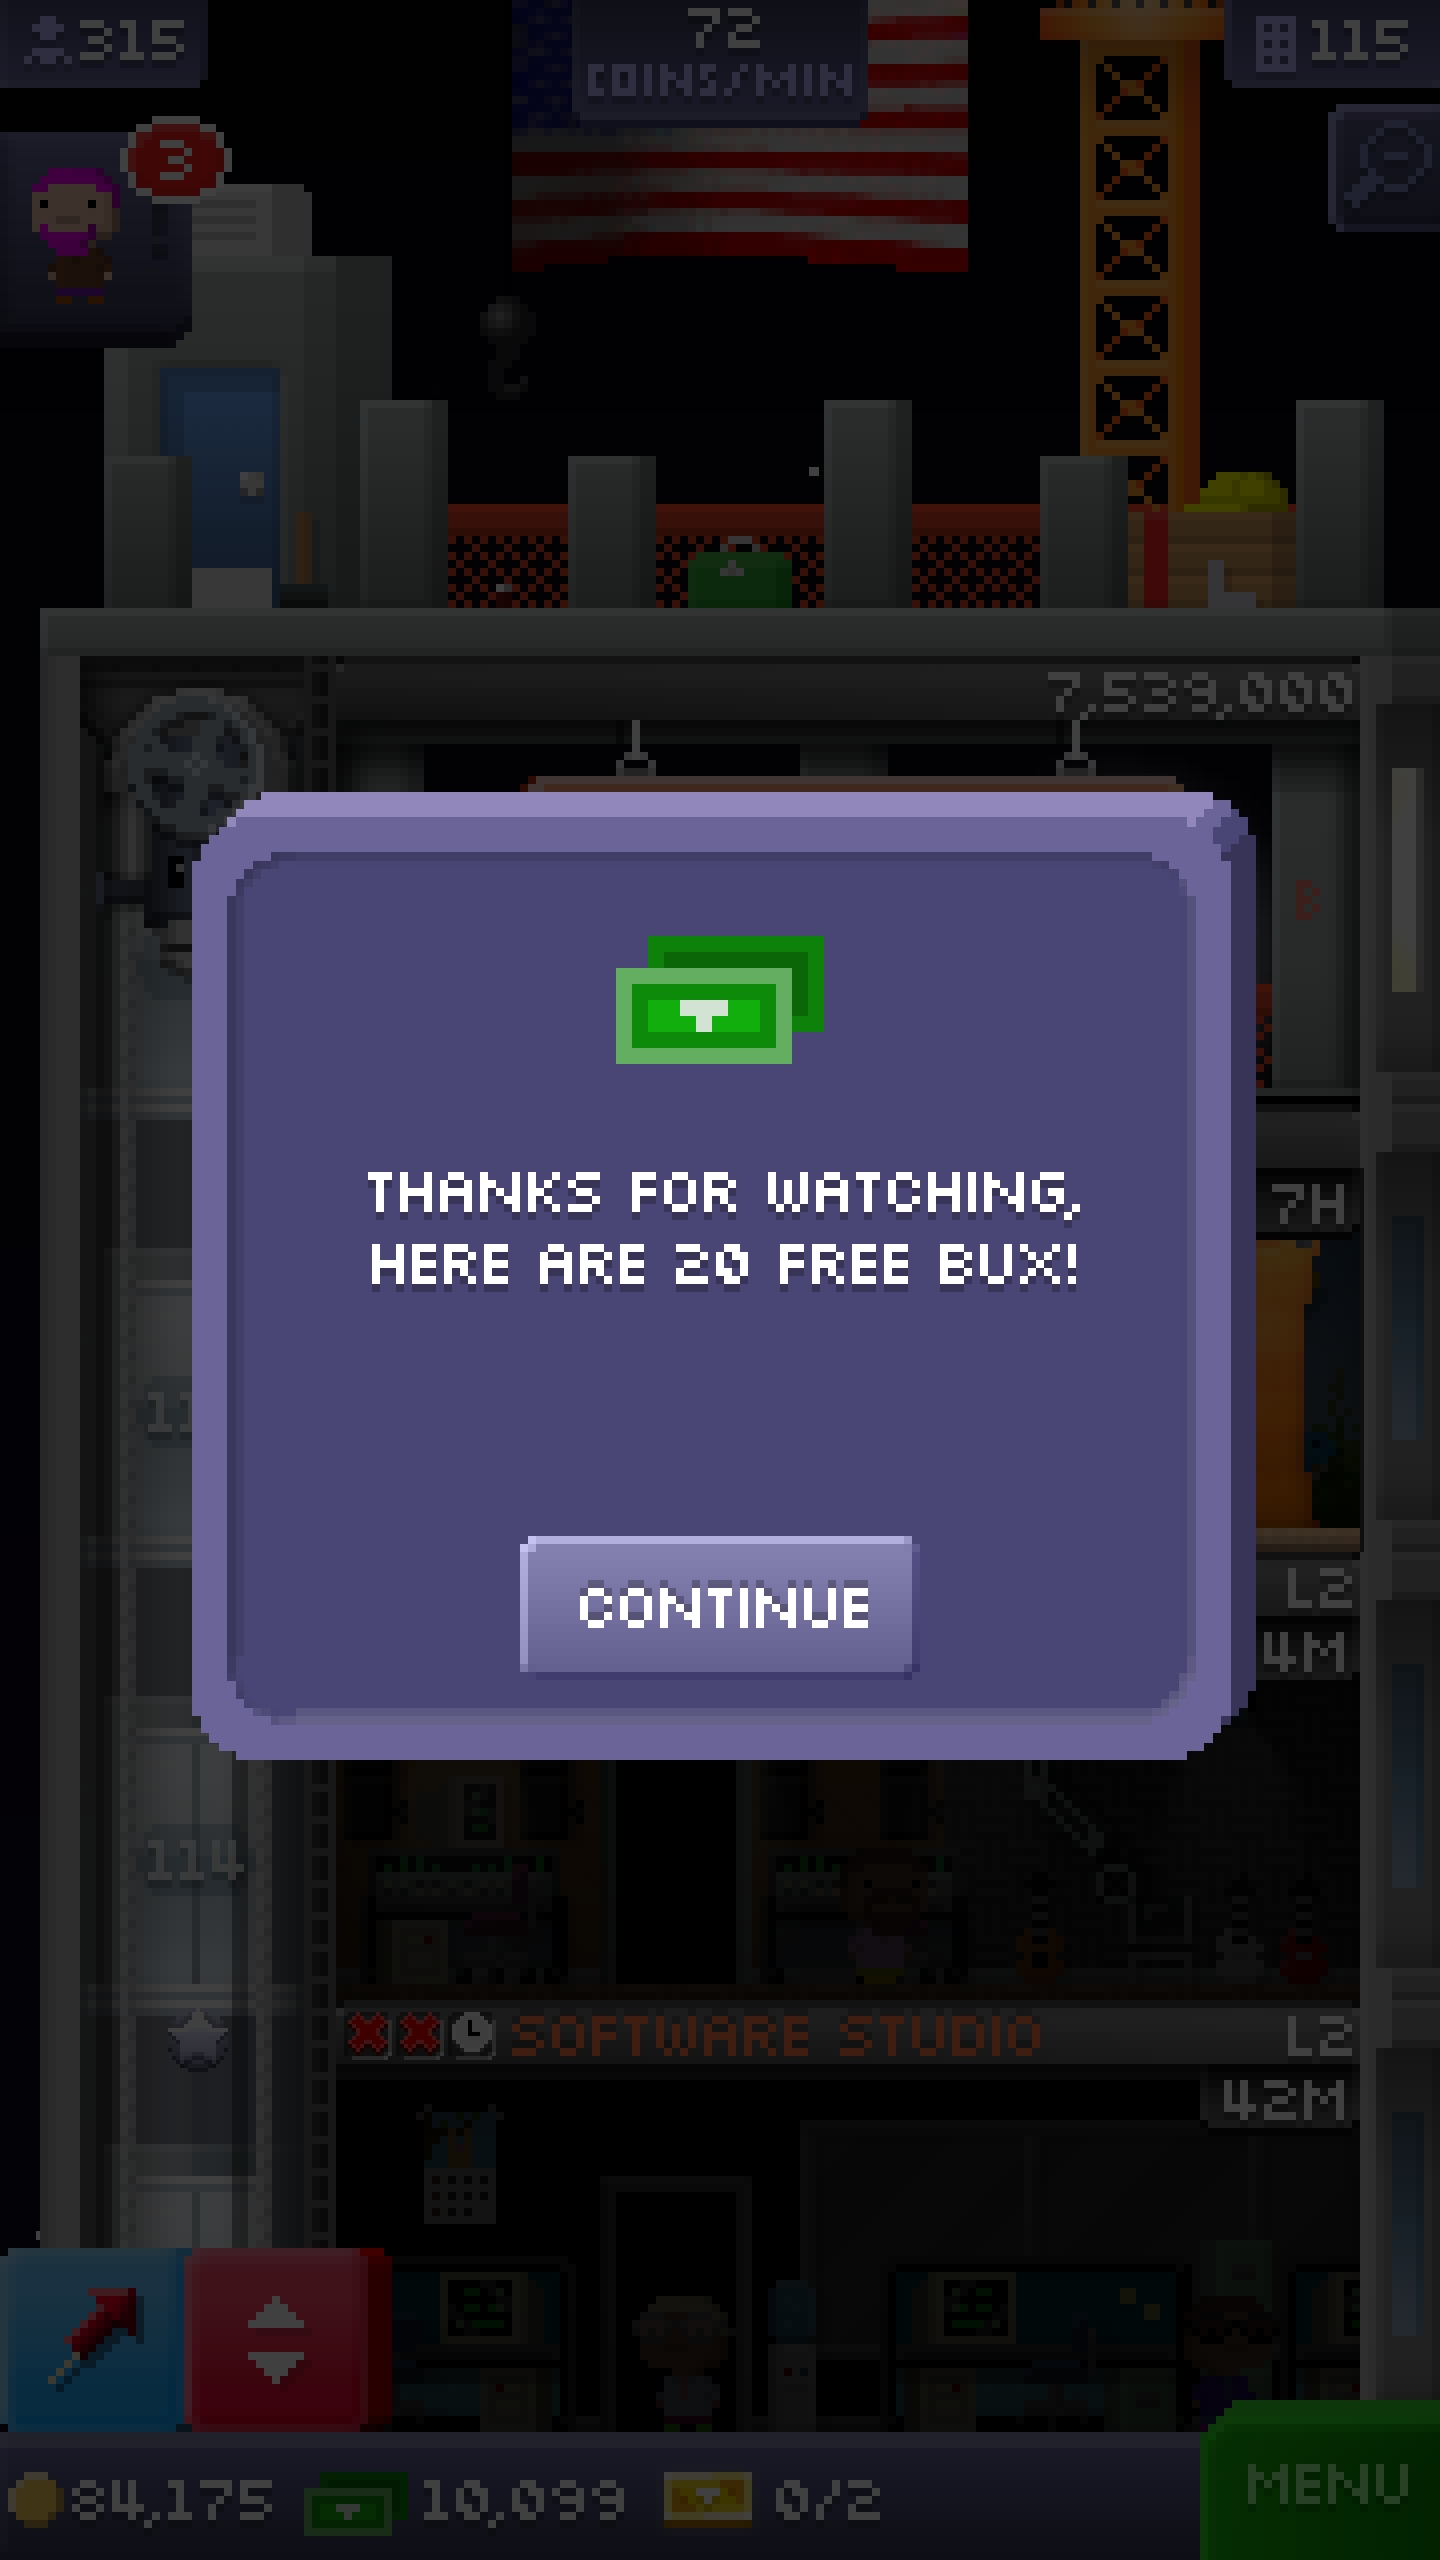 315
72
COINS/MIN
115
3
7,539,000
B
7H
THANKS FOR WATCHING,
HERE ARE 20 FREE BUX!
CONTINUE
L2
4M
114
SOFTWARE STUDIO
L2
42M
84,175
10,099
0/2
MENU